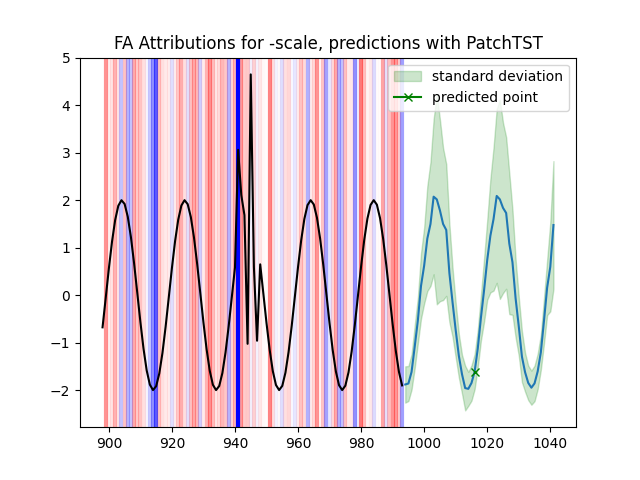 FA Attributions for -scale, predictions with PatchTST
standard deviation
predicted point
5
4
3
2
1
0
−1
−2
900 920 940 960 980 1000 1020 1040